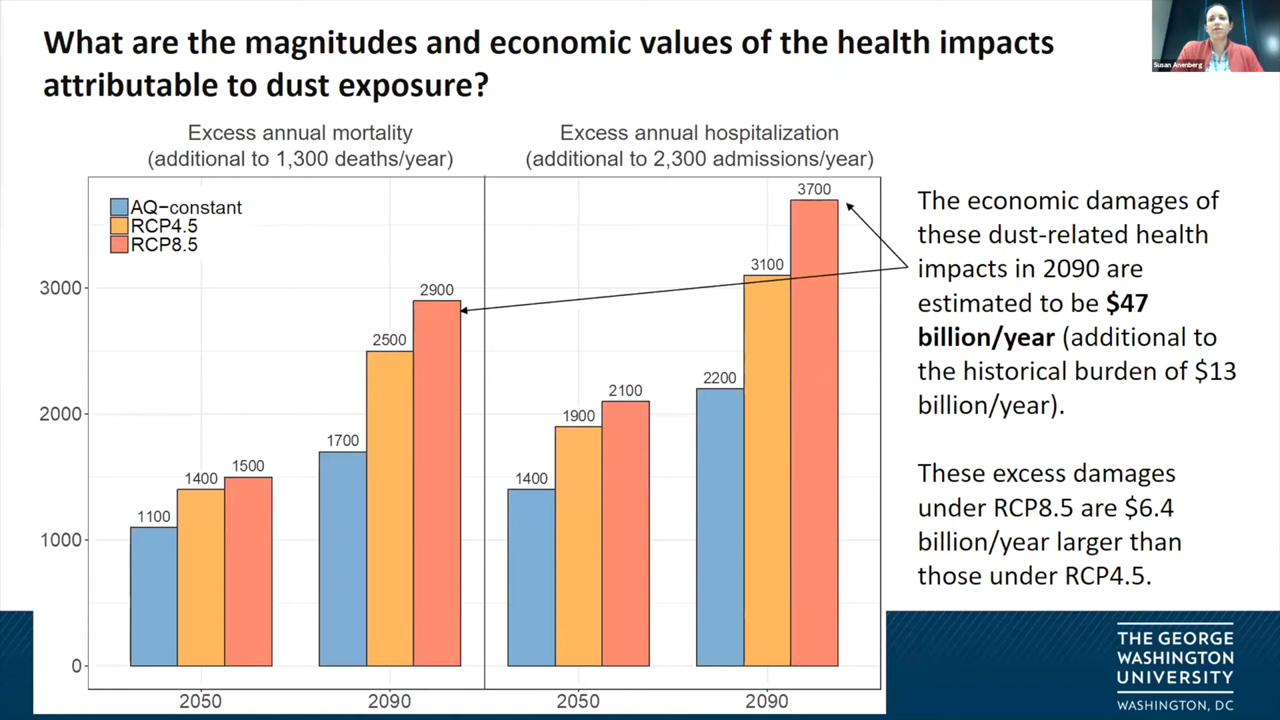 What are the magnitudes and economic values of the health impacts
attributable to dust exposure?
Susan Anenberg
Excess annual mortality
(additional to 1,300 deaths/year)
Excess annual hospitalization
(additional to 2,300 admissions/year)
AQ−constant
RCP4.5
RCP8.5
3000
2000
1000
0
1100
1400
1500
1700
2500
2900
1400
1900
2100
2200
3100
3700
2050
2090
2050
2090
The economic damages of
these dust-related health
impacts in 2090 are
estimated to be $47
billion/year (additional to
the historical burden of $13
billion/year).
These excess damages
under RCP8.5 are $6.4
billion/year larger than
those under RCP4.5.
THE GEORGE
WASHINGTON
UNIVERSITY
WASHINGTON, DC